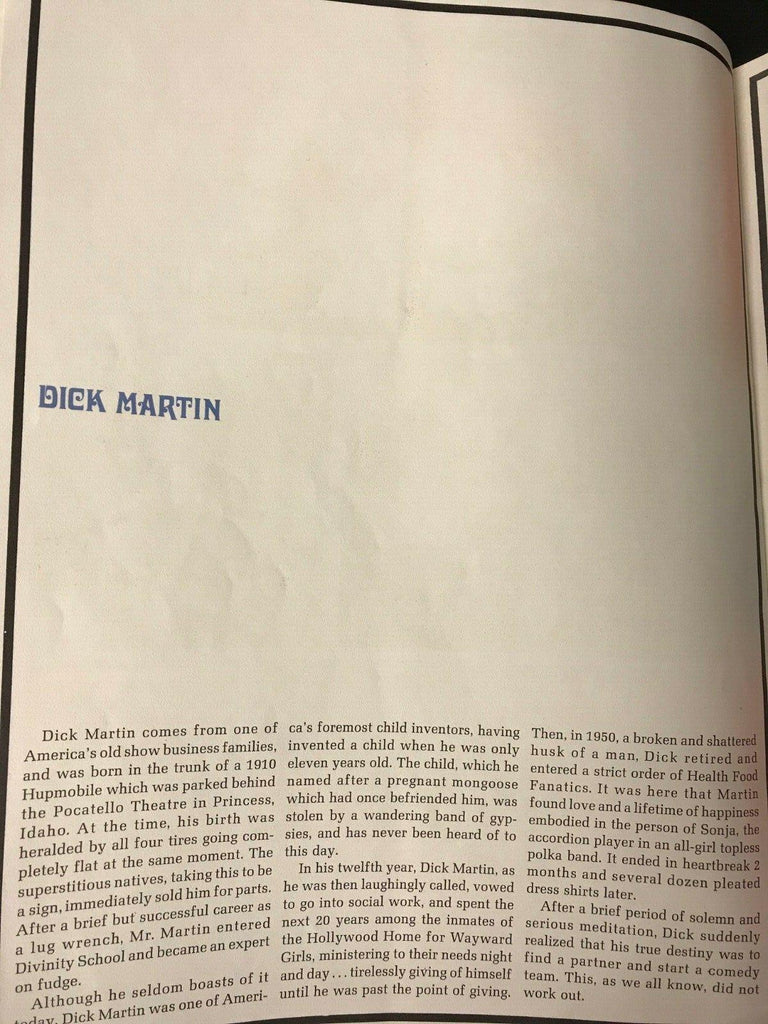 DICK MARTIN
Dick Martin comes from one of
America's old show business families,
and was born in the trunk of a 1910
Hupmobile which was parked behind
the Pocatello Theatre in Princess,
Idaho. At the time, his birth was
heralded by all four tires going com-
pletely flat at the same moment. The
superstitious natives, taking this to be
a sign, immediately sold him for parts.
After a brief but successful career as
a lug wrench, Mr. Martin entered
Divinity School and became an expert
on fudge.
Although he seldom boasts of it
today, Dick Martin was one of Ameri-
ca's foremost child inventors, having
invented a child when he was only
eleven years old. The child, which he
named after a pregnant mongoose
which had once befriended him, was
stolen by a wandering band of gyp-
sies, and has never been heard of to
this day.
In his twelfth year, Dick Martin, as
he was then laughingly called, vowed
to go into social work, and spent the
next 20 years among the inmates of
the Hollywood Home for Wayward
Girls, ministering to their needs night
and day... tirelessly giving of himself
until he was past the point of giving.
Then, in 1950, a broken and shattered
husk of a man, Dick retired and
entered a strict order of Health Food
Fanatics. It was here that Martin
found love and a lifetime of happiness
embodied in the person of Sonja, the
accordion player in an all-girl topless
polka band. It ended in heartbreak 2
months and several dozen pleated
dress shirts later.
After a brief period of solemn and
serious meditation, Dick suddenly
realized that his true destiny was to
find a partner and start a comedy
team. This, as we all know, did not
work out.